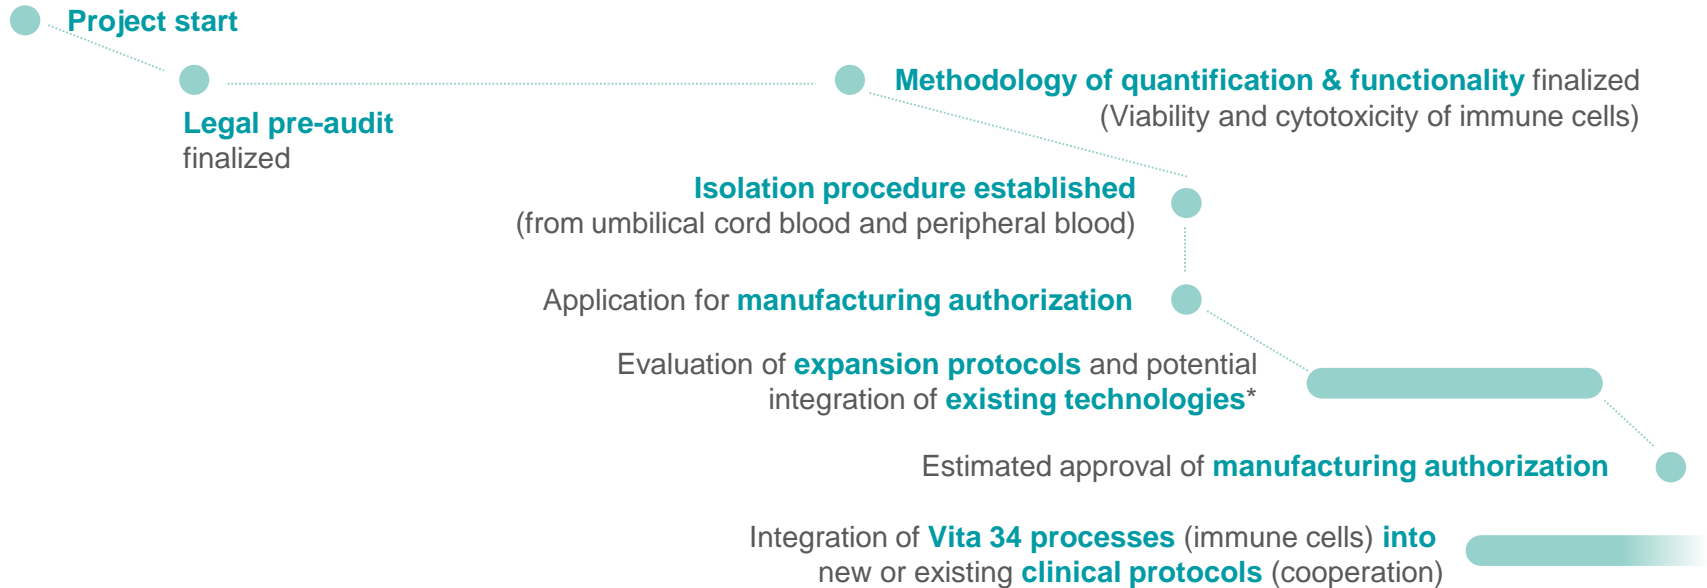 Project start
Legal pre-audit
finalized
Methodology of quantification & functionality finalized
(Viability and cytotoxicity of immune cells)
Isolation procedure established
(from umbilical cord blood and peripheral blood)
Application for manufacturing authorization
Evaluation of expansion protocols and potential
integration of existing technologies*
Estimated approval of manufacturing authorization
Integration of Vita 34 processes (immune cells) into
new or existing clinical protocols (cooperation)